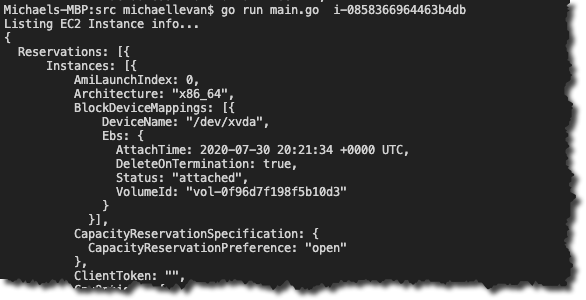 Michaels-MBP:src michaellevan$ go run main.go  i-0858366964463b4db
Listing EC2 Instance info...
{
  Reservations: [{
      Instances: [{
          AmiLaunchIndex: 0,
          Architecture: "x86_64",
          BlockDeviceMappings: [{
              DeviceName: "/dev/xvda",
              Ebs: {
                AttachTime: 2020-07-30 20:21:34 +0000 UTC,
                DeleteOnTermination: true,
                Status: "attached",
                VolumeId: "vol-0f96d7f198f5b10d3"
              }
            }],
          CapacityReservationSpecification: {
            CapacityReservationPreference: "open"
          },
          ClientToken: "",